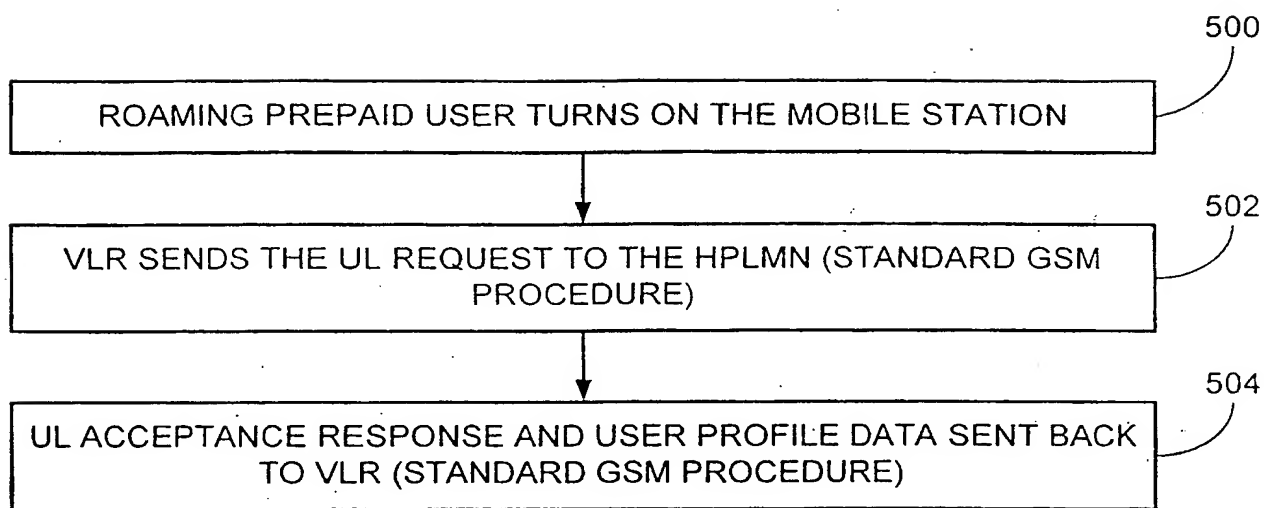 500
ROAMING PREPAID USER TURNS ON THE MOBILE STATION
502
VLR SENDS THE UL REQUEST TO THE HPLMN (STANDARD GSM
PROCEDURE)
504
UL ACCEPTANCE RESPONSE AND USER PROFILE DATA SENT BACK
TO VLR (STANDARD GSM PROCEDURE)